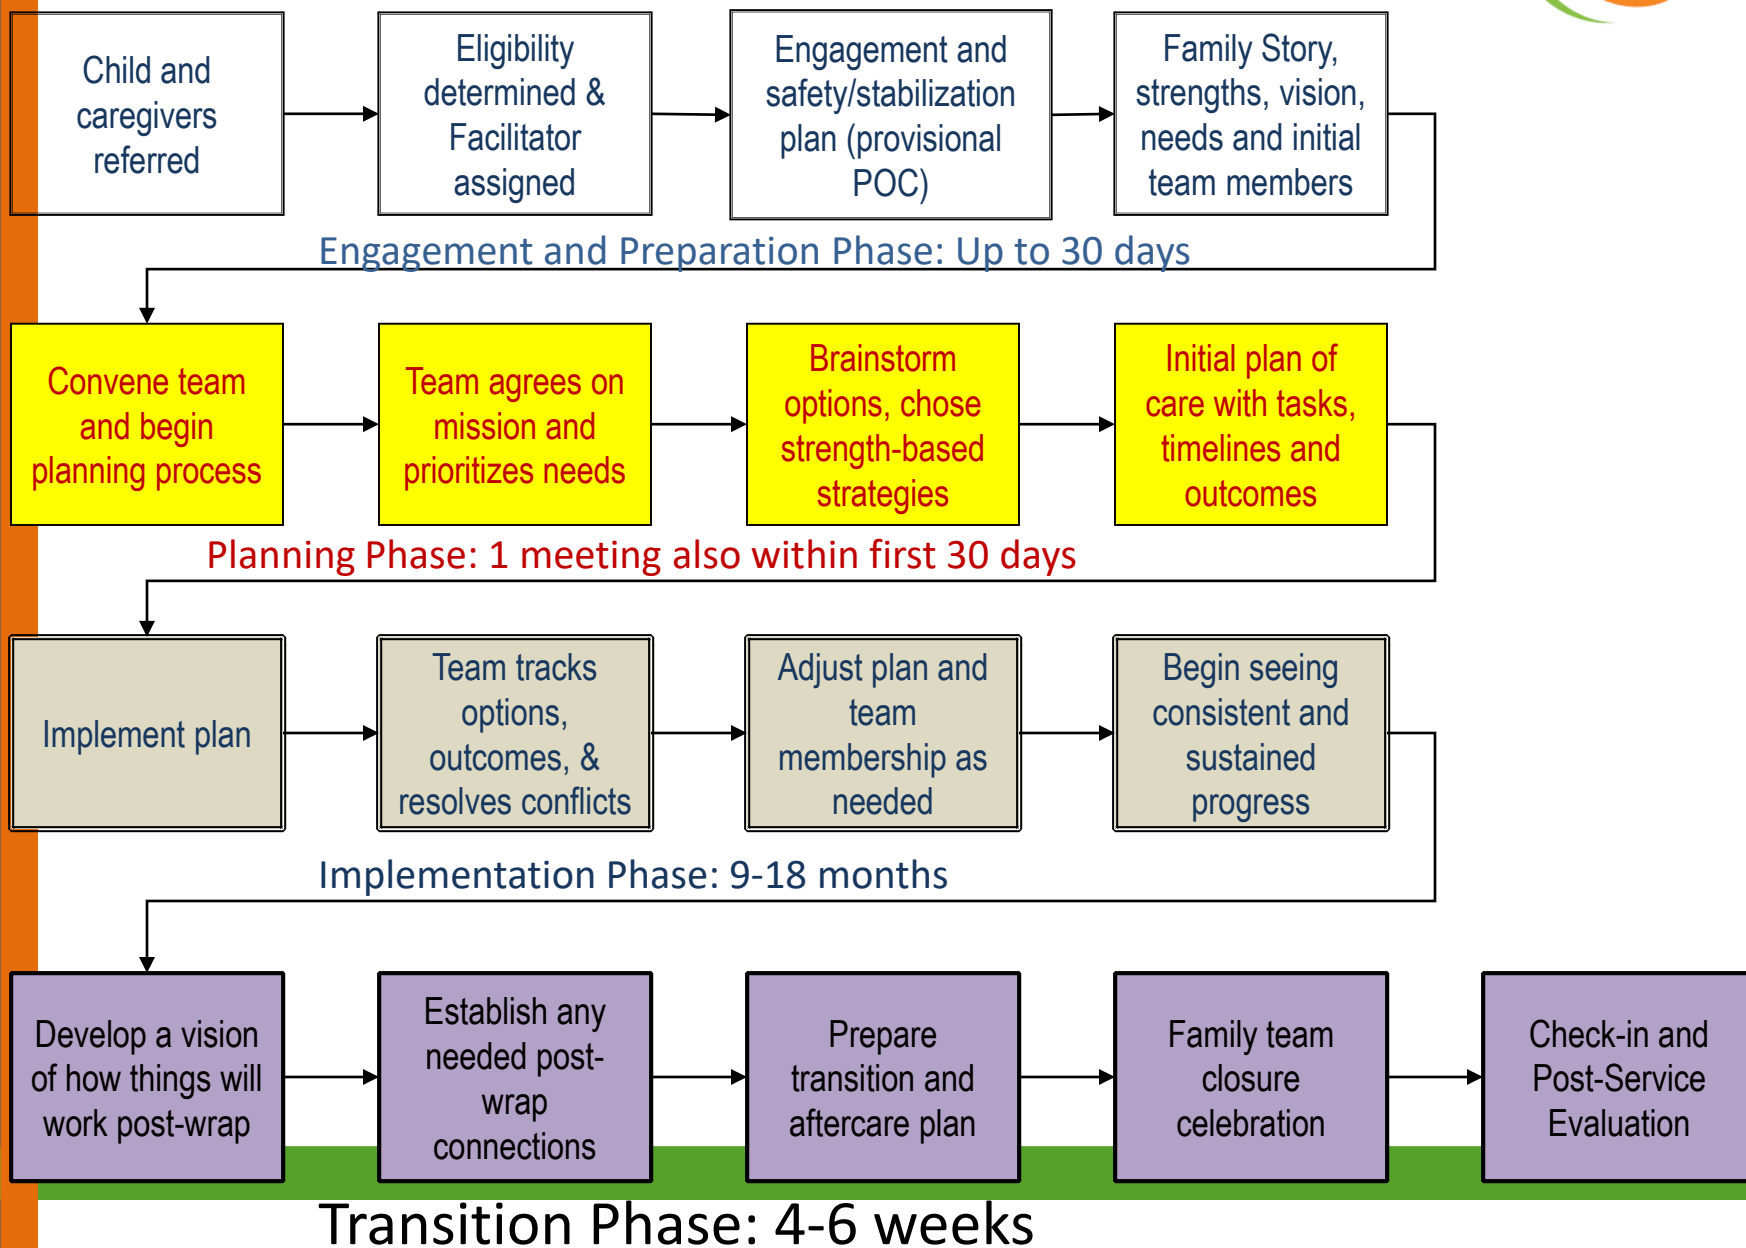 Child and
caregivers
referred
Eligibility
determined &
Facilitator
assigned
Engagement and
safety/stabilization
plan (provisional
POC)
Family Story,
strengths, vision,
needs and initial
team members
Engagement and Preparation Phase: Up to 30 days
Convene team
and begin
planning process
Team agrees on
mission and
prioritizes needs
Brainstorm
options, chose
strength-based
strategies
Initial plan of
care with tasks,
timelines and
outcomes
Planning Phase: 1 meeting also within first 30 days
Implement plan
Team tracks
options,
outcomes, &
resolves conflicts
Adjust plan and
team
membership as
needed
Begin seeing
consistent and
sustained
progress
Implementation Phase: 9-18 months
Develop a vision
of how things will
work post-wrap
Establish any
needed post-
wrap
connections
Prepare
transition and
aftercare plan
Family team
closure
celebration
Check-in and
Post-Service
Evaluation
Transition Phase: 4-6 weeks